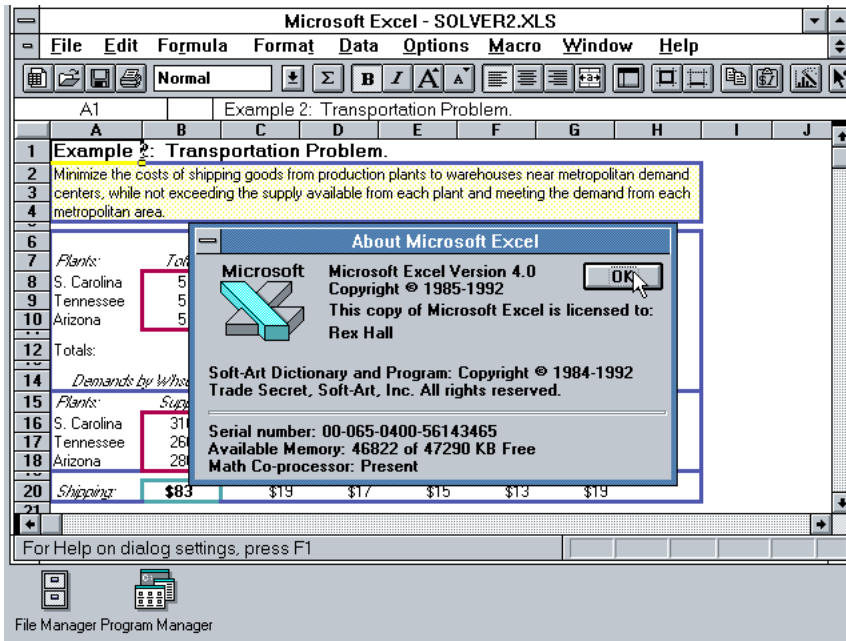 Microsoft Excel - SOLVER2.XLS
File Edit Formula Format Data Options Macro Window Help
Normal Σ B I A A
A1 Example 2: Transportation Problem.
A B C D E F G H I J
1 Example 2: Transportation Problem.
2 Minimize the costs of shipping goods from production plants to warehouses near metropolitan demand
3 centers, while not exceeding the supply available from each plant and meeting the demand from each
4 metropolitan area.
6
7 Plants:
8 S. Carolina 5
9 Tennessee 5
10 Arizona 5
12 Totals:
14 Demands by
15 Plants:
16 S. Carolina
17 Tennessee
18 Arizona
20 Shipping: $83 $19 $17 $15 $13 $19
21
About Microsoft Excel
Microsoft
Microsoft Excel Version 4.0
Copyright © 1985-1992
This copy of Microsoft Excel is licensed to:
Rex Hall
OK
Soft-Art Dictionary and Program: Copyright © 1984-1992
Trade Secret, Soft-Art, Inc. All rights reserved.
Serial number: 00-065-0400-56143465
Available Memory: 46822 of 47290 KB Free
Math Co-processor: Present
For Help on dialog settings, press F1
File Manager Program Manager